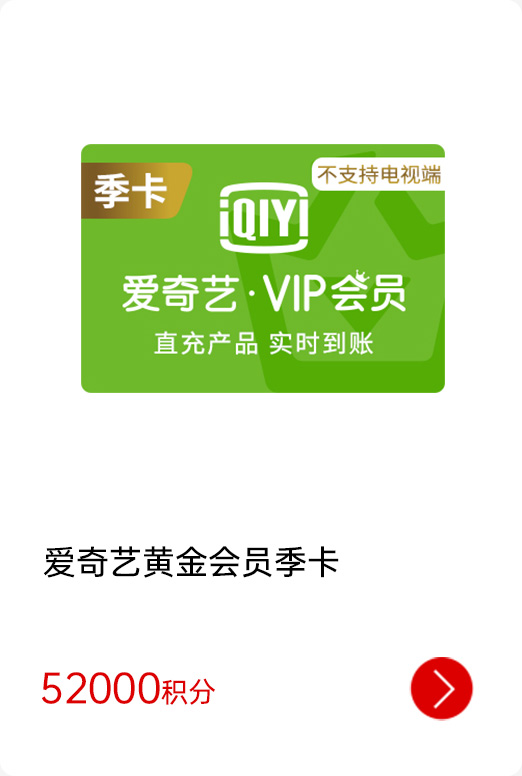 季卡
不支持电视端
iQIYI
爱奇艺·VIP会员
直充产品 实时到账
爱奇艺黄金会员季卡
52000积分